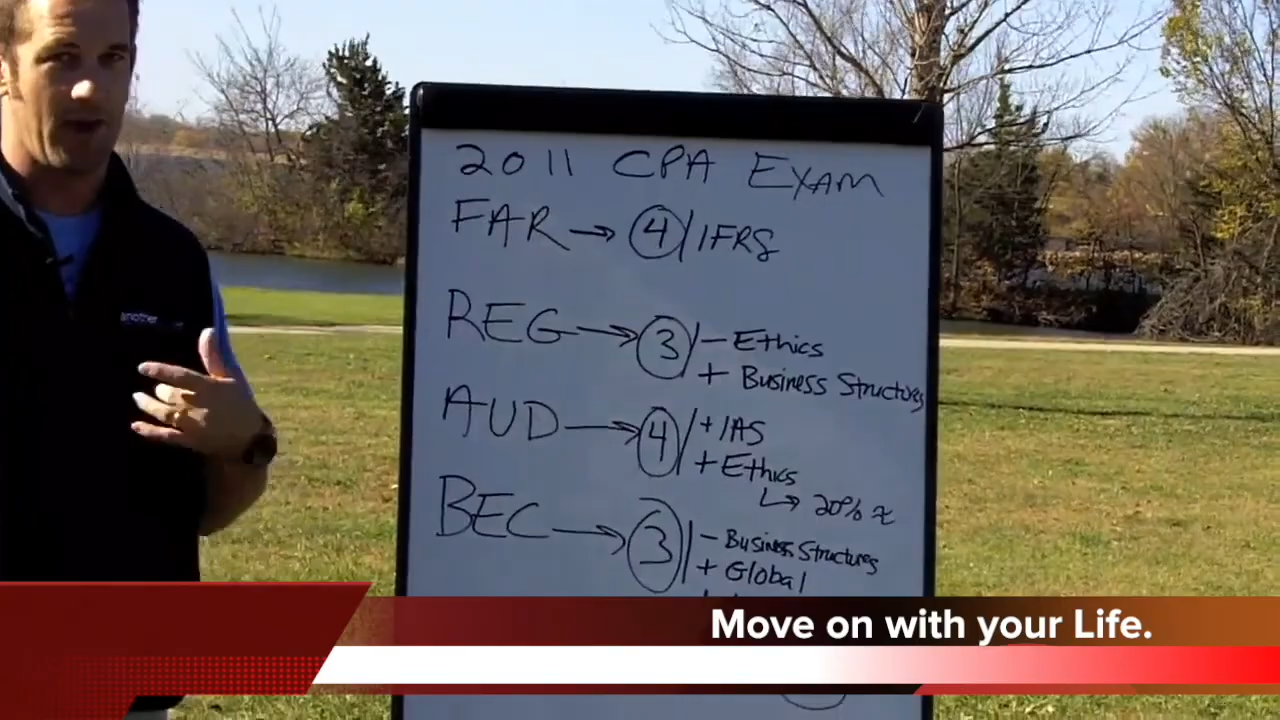 2011 CPA EXAM
FAR → 4 / IFRS
REG → 3 / - Ethics
+ Business Structures
AUD → 4 / + IAS
+ Ethics
↳ 20% ≈
BEC → 3 / - Business Structures
+ Global
another
Move on with your Life.